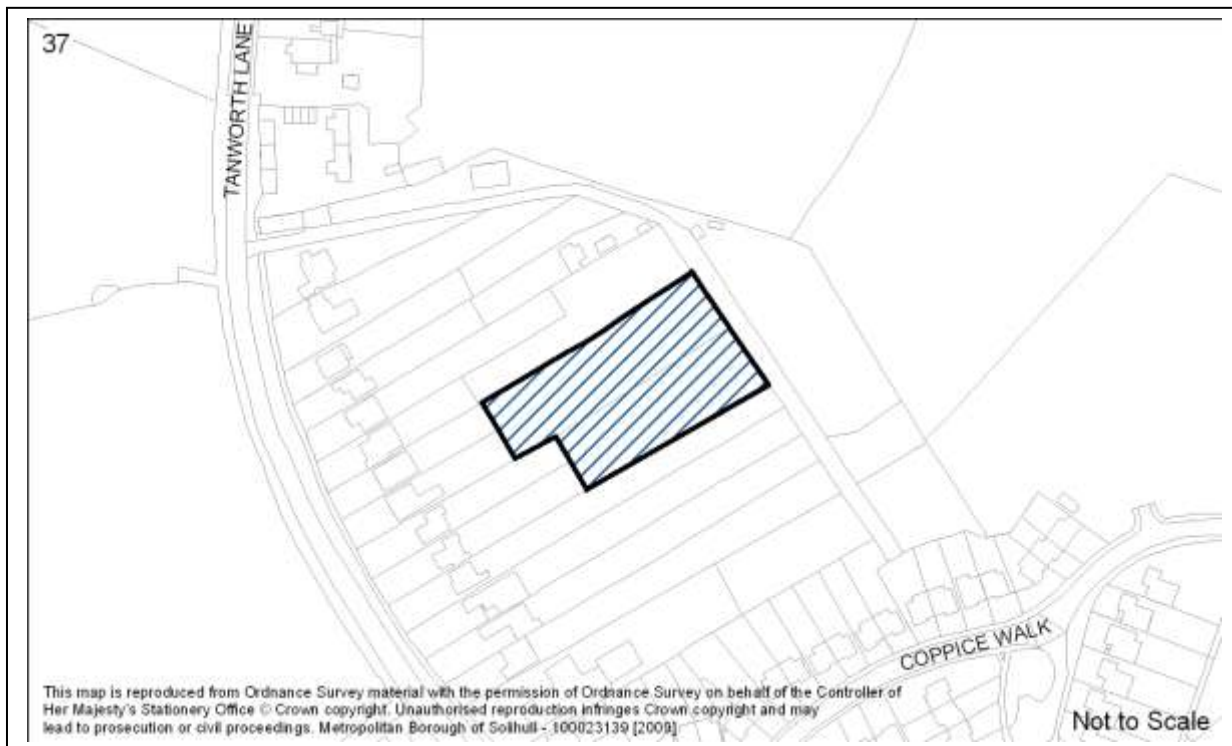 37
TANWORTH LANE
COPPICE WALK
This map is reproduced from Ordnance Survey material with the permission of Ordnance Survey on behalf of the Controller of
Her Majesty's Stationery Office © Crown copyright. Unauthorised reproduction infringes Crown copyright and may
lead to prosecution or civil proceedings. Metropolitan Borough of Solihull - 100023139 [2009]
Not to Scale